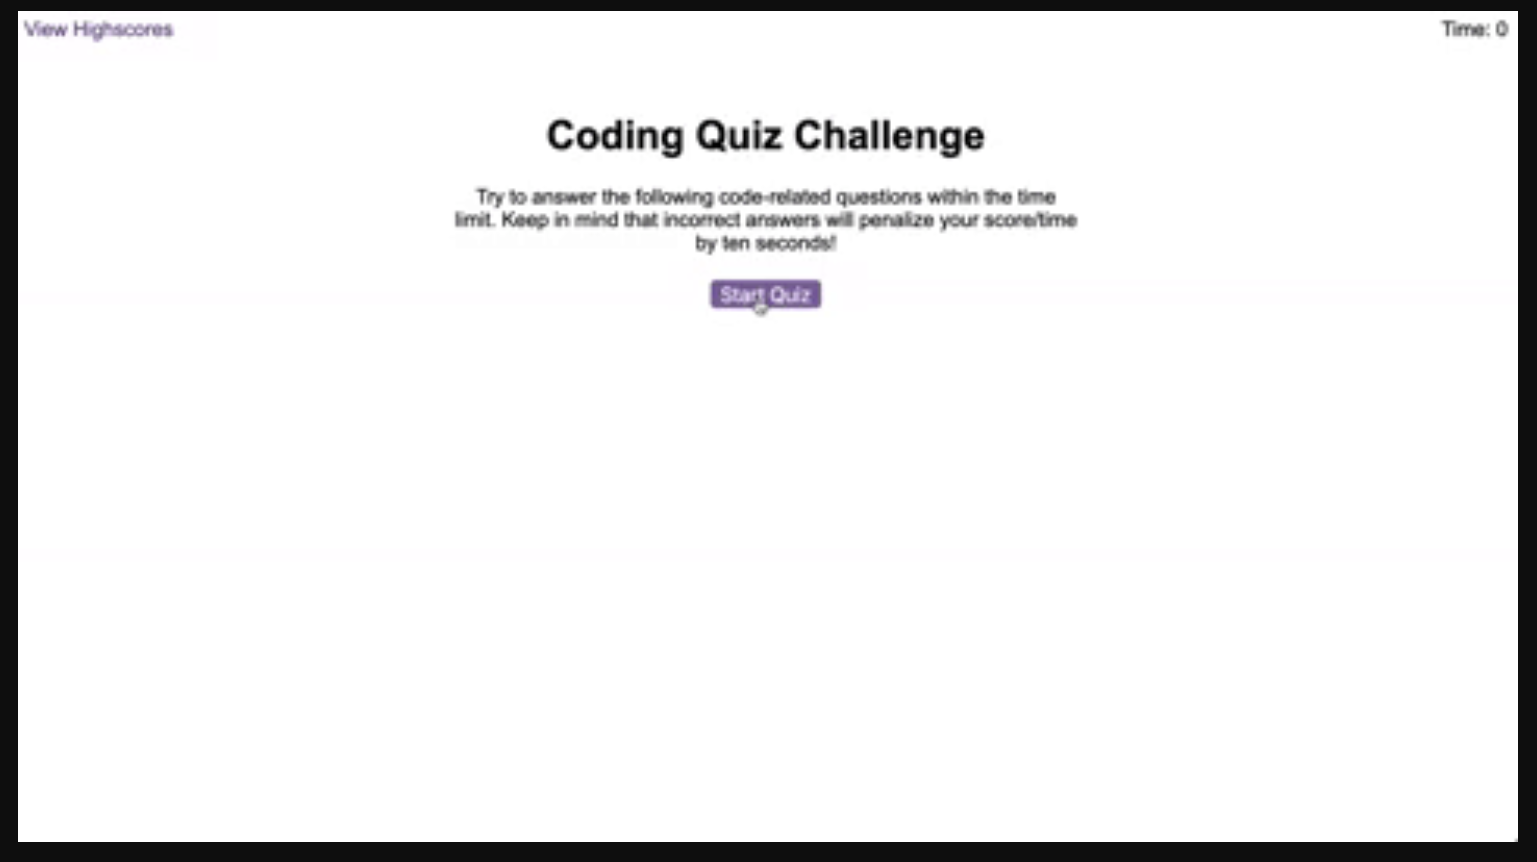 View Highscores
Time: 0
Coding Quiz Challenge
Try to answer the following code-related questions within the time
limit. Keep in mind that incorrect answers will penalize your score/time
by ten seconds!
Start Quiz